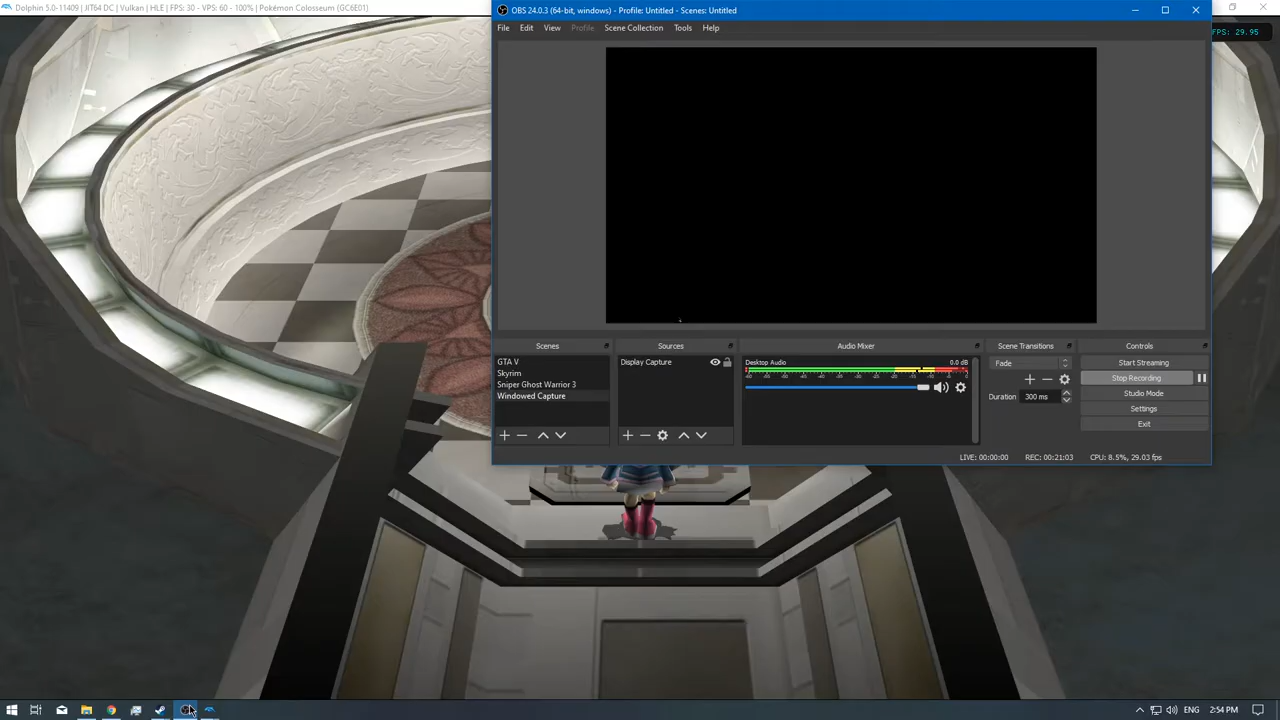 Dolphin 5.0-11409 | JIT64 DC | Vulkan | HLE | FPS: 30 - VPS: 60 - 100% | Pokémon Colosseum (GC6E01)
OBS 24.0.3 (64-bit, windows) - Profile: Untitled - Scenes: Untitled
File Edit View Profile Scene Collection Tools Help
FPS: 29.95
Scenes
GTA V
Skyrim
Sniper Ghost Warrior 3
Windowed Capture
Sources
Display Capture
Audio Mixer
Desktop Audio 0.0 dB
Scene Transitions
Fade
Duration 300 ms
Controls
Start Streaming
Stop Recording
Studio Mode
Settings
Exit
LIVE: 00:00:00 REC: 00:21:03 CPU: 8.5%, 29.03 fps
ENG 2:54 PM